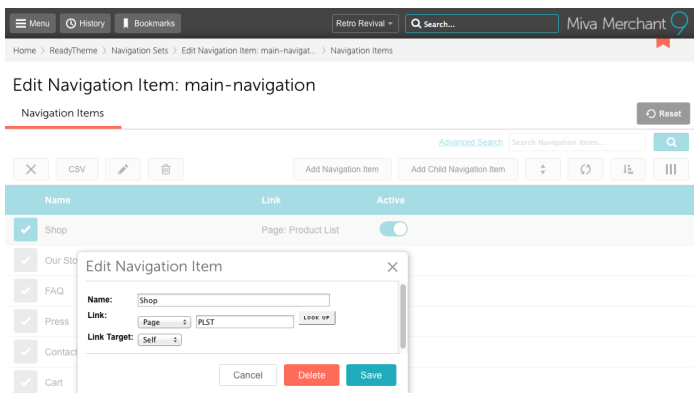 Menu History Bookmarks Retro Revival Search... Miva Merchant 9
Home > ReadyTheme > Navigation Sets > Edit Navigation Item: main-navigat... > Navigation Items
Edit Navigation Item: main-navigation
Navigation Items Reset
Advanced Search Search Navigation Items...
CSV Add Navigation Item Add Child Navigation Item
Name Link Active
Shop Page: Product List
Our Sto
FAQ
Press
Contact
Cart
Edit Navigation Item
Name: Shop
Link: Page PLST LOOK UP
Link Target: Self
Cancel Delete Save